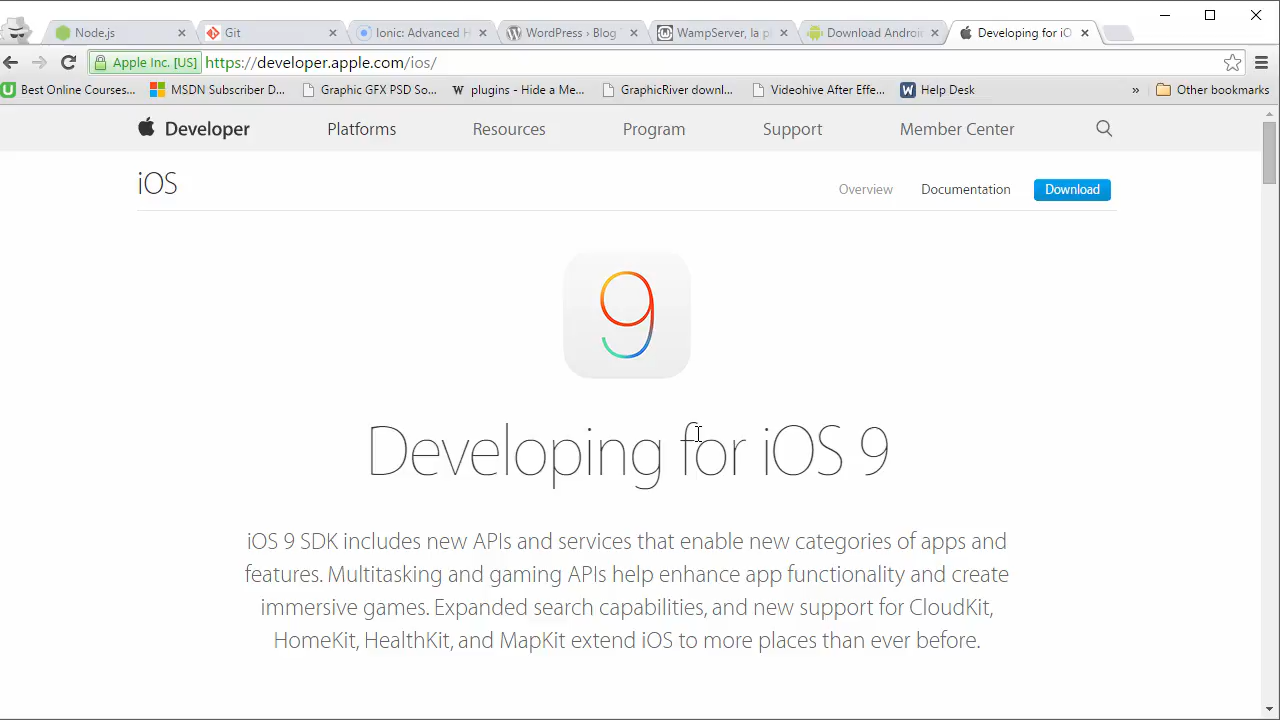 Node.js
Git
Ionic: Advanced H
WordPress › Blog
WampServer, la pl
Download Androi
Developing for iO
Apple Inc. [US] https://developer.apple.com/ios/
Best Online Courses...
MSDN Subscriber D...
Graphic GFX PSD So...
plugins - Hide a Me...
GraphicRiver downl...
Videohive After Effe...
Help Desk
»
Other bookmarks
Developer
Platforms
Resources
Program
Support
Member Center
iOS
Overview
Documentation
Download
9
Developing for iOS 9
iOS 9 SDK includes new APIs and services that enable new categories of apps and
features. Multitasking and gaming APIs help enhance app functionality and create
immersive games. Expanded search capabilities, and new support for CloudKit,
HomeKit, HealthKit, and MapKit extend iOS to more places than ever before.